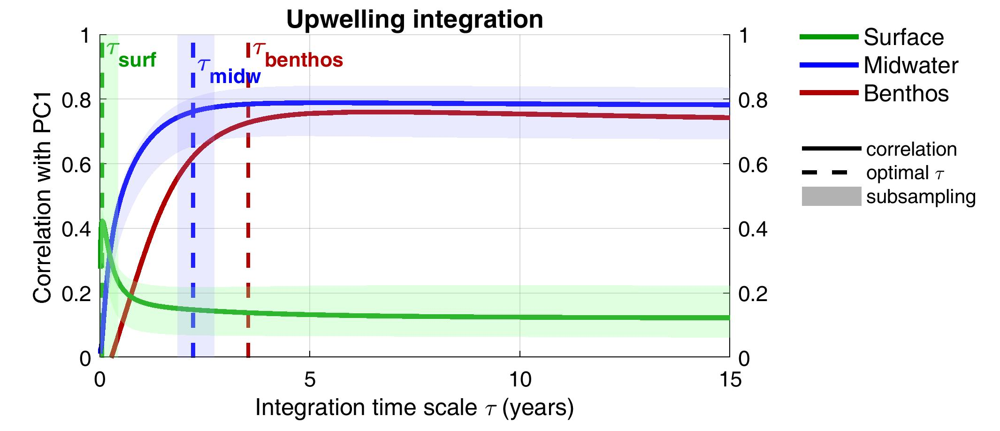 Upwelling integration
Correlation with PC1
1
0.8
0.6
0.4
0.2
0
τsurf
τmidw
τbenthos
1
0.8
0.6
0.4
0.2
0
0 5 10 15
Integration time scale τ (years)
Surface
Midwater
Benthos
correlation
optimal τ
subsampling